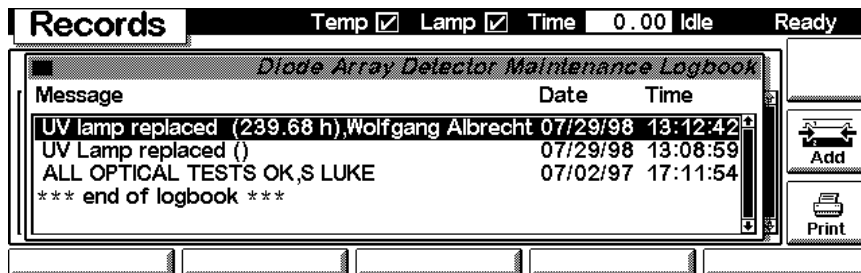 Records Temp Lamp Time 0.00 Idle Ready
Diode Array Detector Maintenance Logbook
Message Date Time
UV lamp replaced (239.68 h),Wolfgang Albrecht 07/29/98 13:12:42
UV Lamp replaced () 07/29/98 13:08:59
ALL OPTICAL TESTS OK,S LUKE 07/02/97 17:11:54
*** end of logbook ***
Add
Print